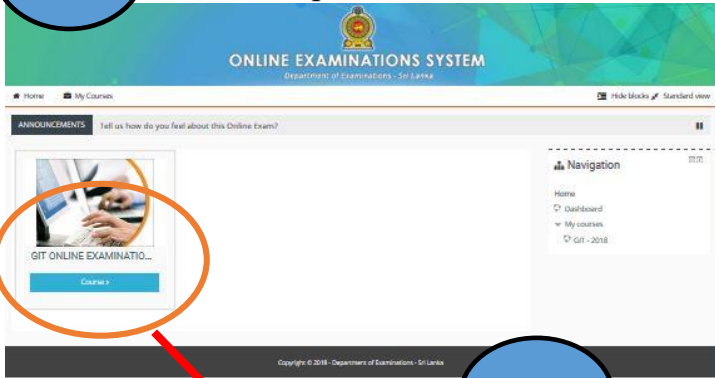 ONLINE EXAMINATIONS SYSTEM
Department of Examinations - Sri Lanka
Home My Courses Hide blocks Standard view
ANNOUNCEMENTS Tell us how do you feel about this Online Exam?
Navigation
Home
Dashboard
My courses
GIT - 2018
GIT ONLINE EXAMINATIO...
Course >
Copyright © 2018 - Department of Examinations - Sri Lanka